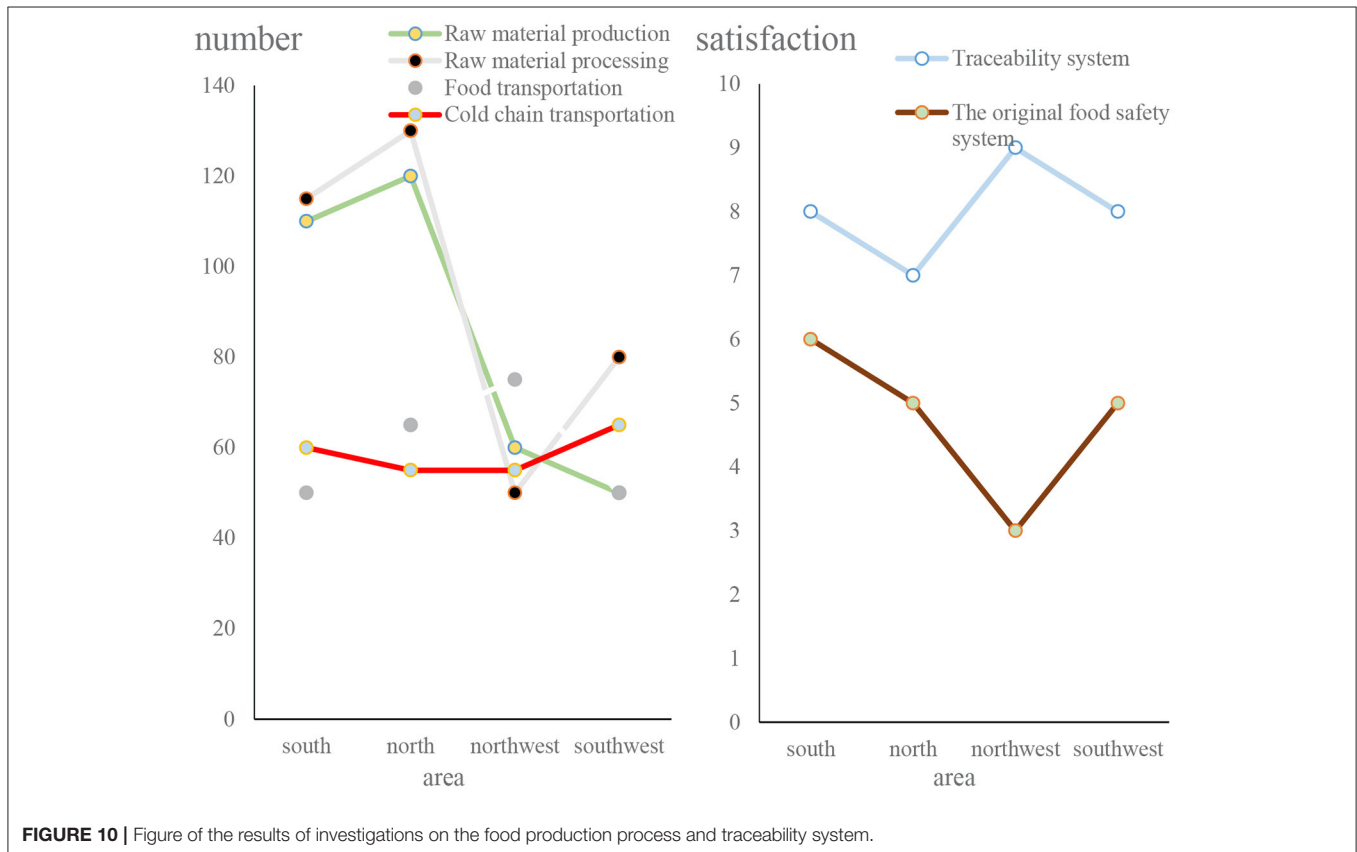 number
Raw material production
Raw material processing
Food transportation
Cold chain transportation
140
120
100
80
60
40
20
0
south north northwest southwest
area
satisfaction
Traceability system
The original food safety
system
10
9
8
7
6
5
4
3
2
1
0
south north northwest southwest
area
FIGURE 10 | Figure of the results of investigations on the food production process and traceability system.